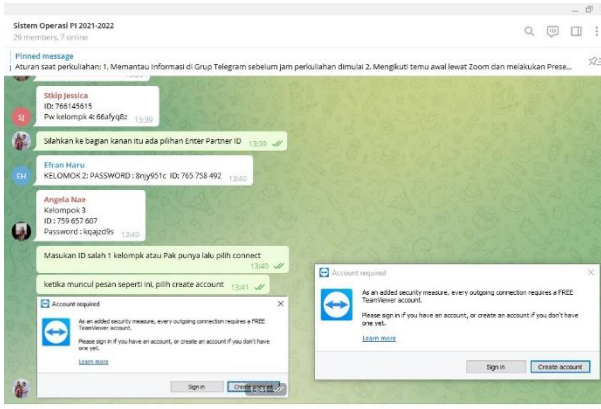 Sistem Operasi PI 2021-2022
29 members, 7 online
Pinned message
Aturan saat perkuliahan: 1. Memantau Informasi di Grup Telegram sebelum jam perkuliahan dimulai 2. Mengikuti temu awal lewat Zoom dan melakukan Prese...
Stkip Jessica
ID: 766145615
Pw kelompk 4: 66afyq8z 13:39
SJ
Silahkan ke bagian kanan itu ada pilihan Enter Partner ID 13:39
Efran Haru
KELOMOK 2: PASSWORD : 8njy951c ID: 765 758 492 13:40
EH
Angela Nae
Kelompok 3
ID : 759 657 607
Password : kqajzd9s 13:40
Masukan ID salah 1 kelompk atau Pak punya lalu pilih connect
13:40
ketika muncul pesan seperti ini, pilih create account 13:41
Account required
As an added security measure, every outgoing connection requires a FREE
TeamViewer account.
Please sign in if you have an account, or create an account if you don't have
one yet.
Learn more
Sign in
Create account
13:41
Account required
As an added security measure, every outgoing connection requires a FREE
TeamViewer account.
Please sign in if you have an account, or create an account if you don't have
one yet.
Learn more
Sign in
Create account